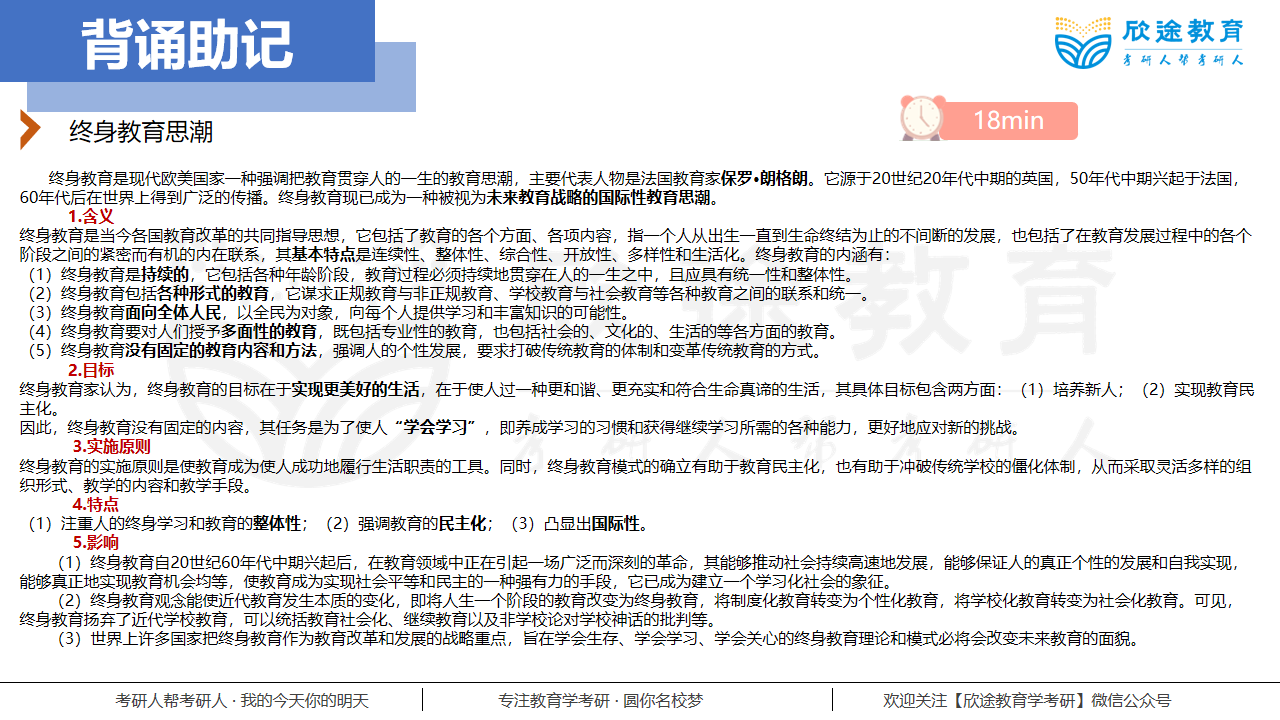 背诵助记
欣途教育
考研人帮考研人
18min
终身教育思潮
终身教育是现代欧美国家一种强调把教育贯穿人的一生的教育思潮，主要代表人物是法国教育家保罗•朗格朗。它源于20世纪20年代中期的英国，50年代中期兴起于法国，
60年代后在世界上得到广泛的传播。终身教育现已成为一种被视为未来教育战略的国际性教育思潮。
1.含义
终身教育是当今各国教育改革的共同指导思想，它包括了教育的各个方面、各项内容，指一个人从出生一直到生命终结为止的不间断的发展，也包括了在教育发展过程中的各个
阶段之间的紧密而有机的内在联系，其基本特点是连续性、整体性、综合性、开放性、多样性和生活化。终身教育的内涵有：
（1）终身教育是持续的，它包括各种年龄阶段，教育过程必须持续地贯穿在人的一生之中，且应具有统一性和整体性。
（2）终身教育包括各种形式的教育，它谋求正规教育与非正规教育、学校教育与社会教育等各种教育之间的联系和统一。
（3）终身教育面向全体人民，以全民为对象，向每个人提供学习和丰富知识的可能性。
（4）终身教育要对人们授予多面性的教育，既包括专业性的教育，也包括社会的、文化的、生活的等各方面的教育。
（5）终身教育没有固定的教育内容和方法，强调人的个性发展，要求打破传统教育的体制和变革传统教育的方式。
2.目标
终身教育家认为，终身教育的目标在于实现更美好的生活，在于使人过一种更和谐、更充实和符合生命真谛的生活，其具体目标包含两方面：（1）培养新人；（2）实现教育民
主化。
因此，终身教育没有固定的内容，其任务是为了使人“学会学习”，即养成学习的习惯和获得继续学习所需的各种能力，更好地应对新的挑战。
3.实施原则
终身教育的实施原则是使教育成为使人成功地履行生活职责的工具。同时，终身教育模式的确立有助于教育民主化，也有助于冲破传统学校的僵化体制，从而采取灵活多样的组
织形式、教学的内容和教学手段。
4.特点
（1）注重人的终身学习和教育的整体性；（2）强调教育的民主化；（3）凸显出国际性。
5.影响
（1）终身教育自20世纪60年代中期兴起后，在教育领域中正在引起一场广泛而深刻的革命，其能够推动社会持续高速地发展，能够保证人的真正个性的发展和自我实现，
能够真正地实现教育机会均等，使教育成为实现社会平等和民主的一种强有力的手段，它已成为建立一个学习化社会的象征。
（2）终身教育观念能使近代教育发生本质的变化，即将人生一个阶段的教育改变为终身教育，将制度化教育转变为个性化教育，将学校化教育转变为社会化教育。可见，
终身教育扬弃了近代学校教育，可以统括教育社会化、继续教育以及非学校论对学校神话的批判等。
（3）世界上许多国家把终身教育作为教育改革和发展的战略重点，旨在学会生存、学会学习、学会关心的终身教育理论和模式必将会改变未来教育的面貌。
考研人帮考研人 · 我的今天你的明天
专注教育学考研 · 圆你名校梦
欢迎关注【欣途教育学考研】微信公众号